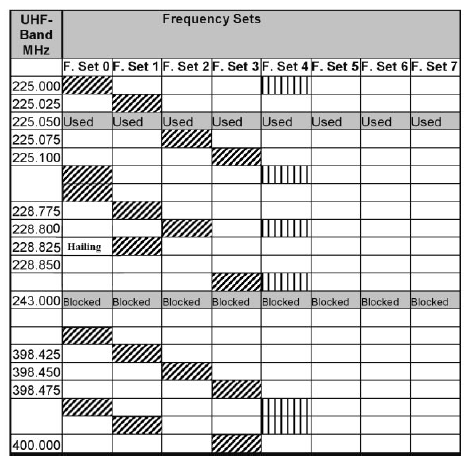 UHF-Band MHz Frequency Sets
F. Set 0 F. Set 1 F. Set 2 F. Set 3 F. Set 4 F. Set 5 F. Set 6 F. Set 7
225.000
225.025
225.050 Used Used Used Used Used Used Used Used
225.075
225.100
228.775
228.800
228.825 Hailing
228.850
243.000 Blocked Blocked Blocked Blocked Blocked Blocked Blocked Blocked
398.425
398.450
398.475
400.000